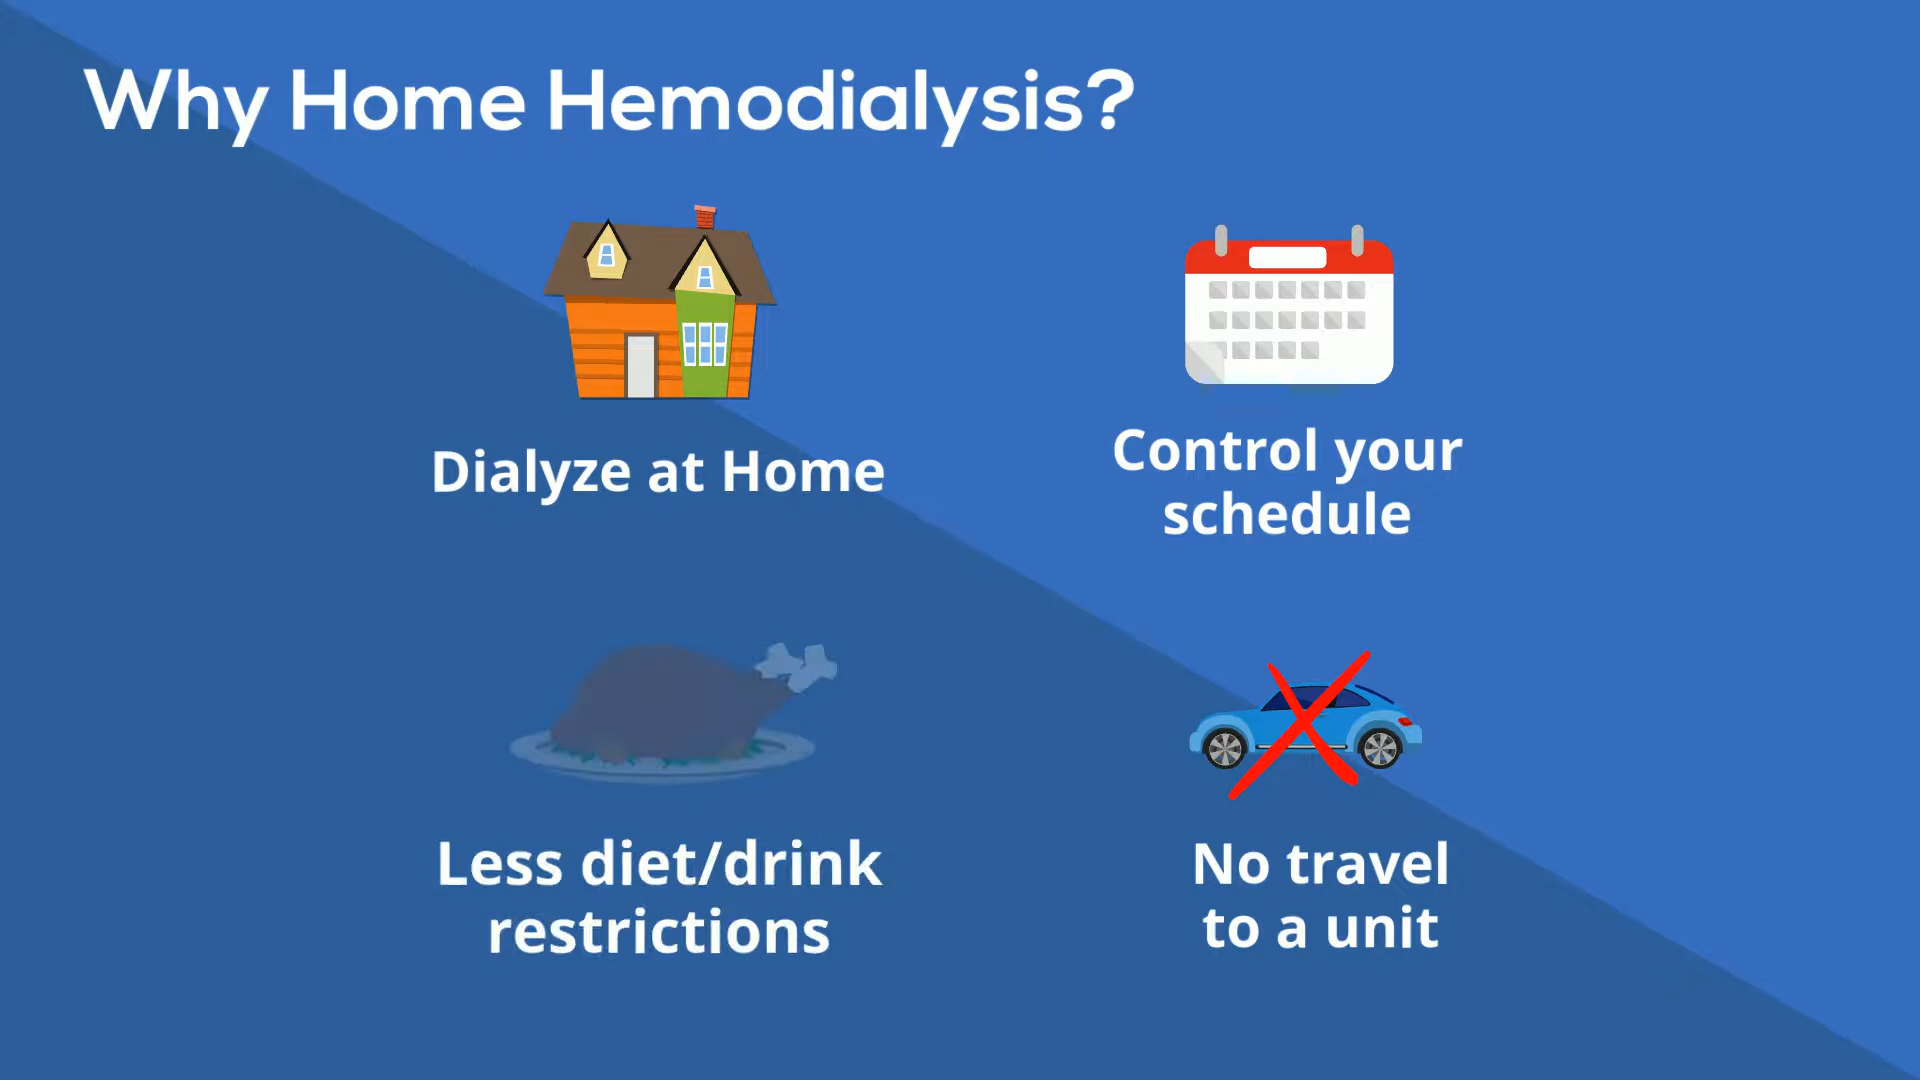 Why Home Hemodialysis?
Dialyze at Home
Control your
schedule
Less diet/drink
restrictions
No travel
to a unit